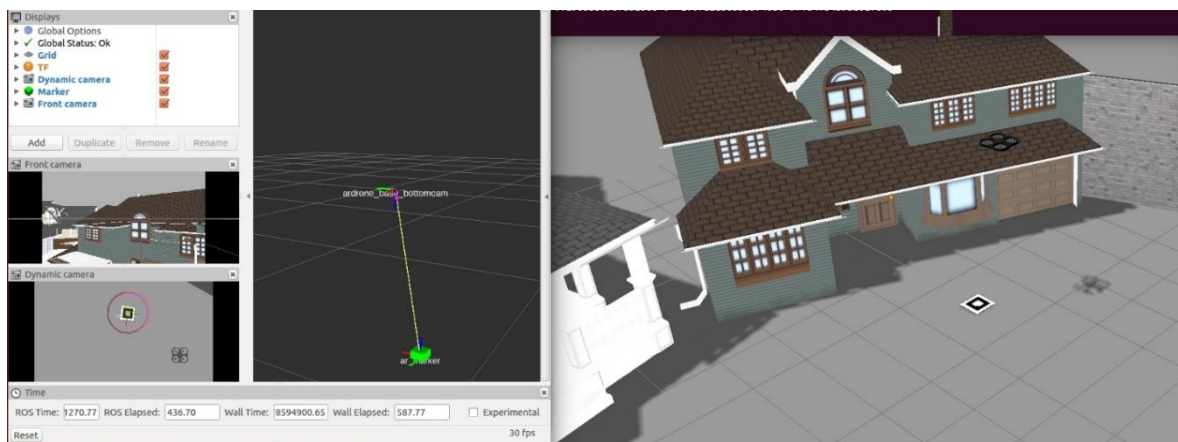 Displays
Global Options
Global Status: Ok
Grid
TF
Dynamic camera
Marker
Front camera
Add Duplicate Remove Rename
Front camera
Dynamic camera
Time
ROS Time: 1270.77 ROS Elapsed: 436.70 Wall Time: 8594900.65 Wall Elapsed: 587.77 Experimental
Reset 30 fps